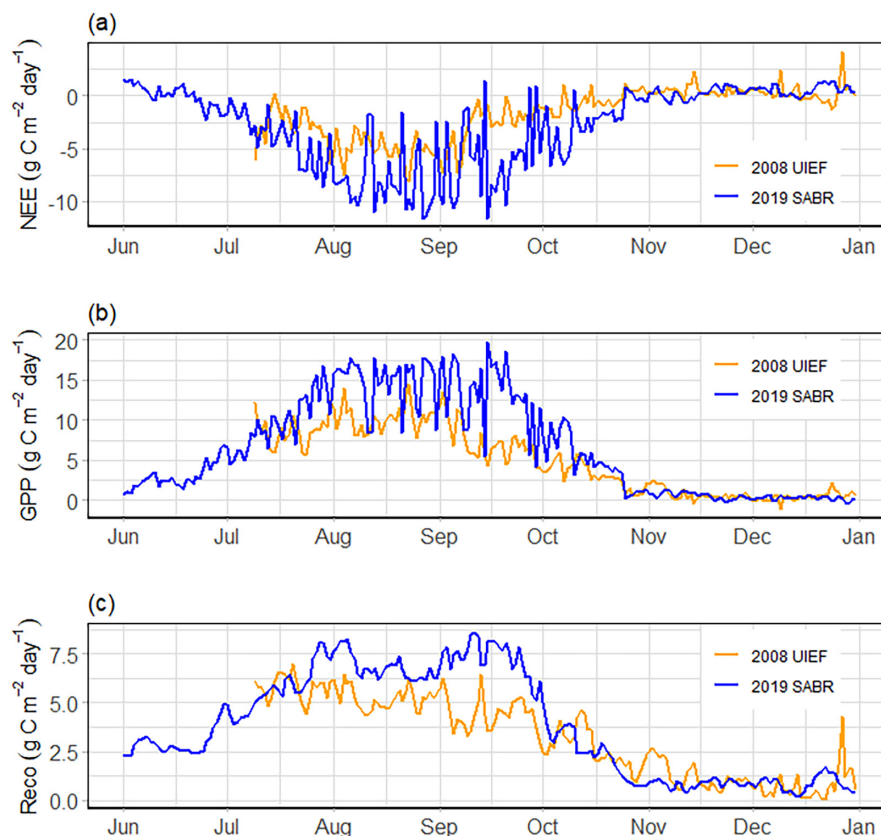 (a)
NEE ( g C m⁻² day⁻¹)
0
-5
-10
2008 UIEF
2019 SABR
Jun Jul Aug Sep Oct Nov Dec Jan
(b)
GPP ( g C m⁻² day⁻¹)
20
15
10
5
0
2008 UIEF
2019 SABR
Jun Jul Aug Sep Oct Nov Dec Jan
(c)
Reco ( g C m⁻² day⁻¹)
7.5
5.0
2.5
0.0
2008 UIEF
2019 SABR
Jun Jul Aug Sep Oct Nov Dec Jan